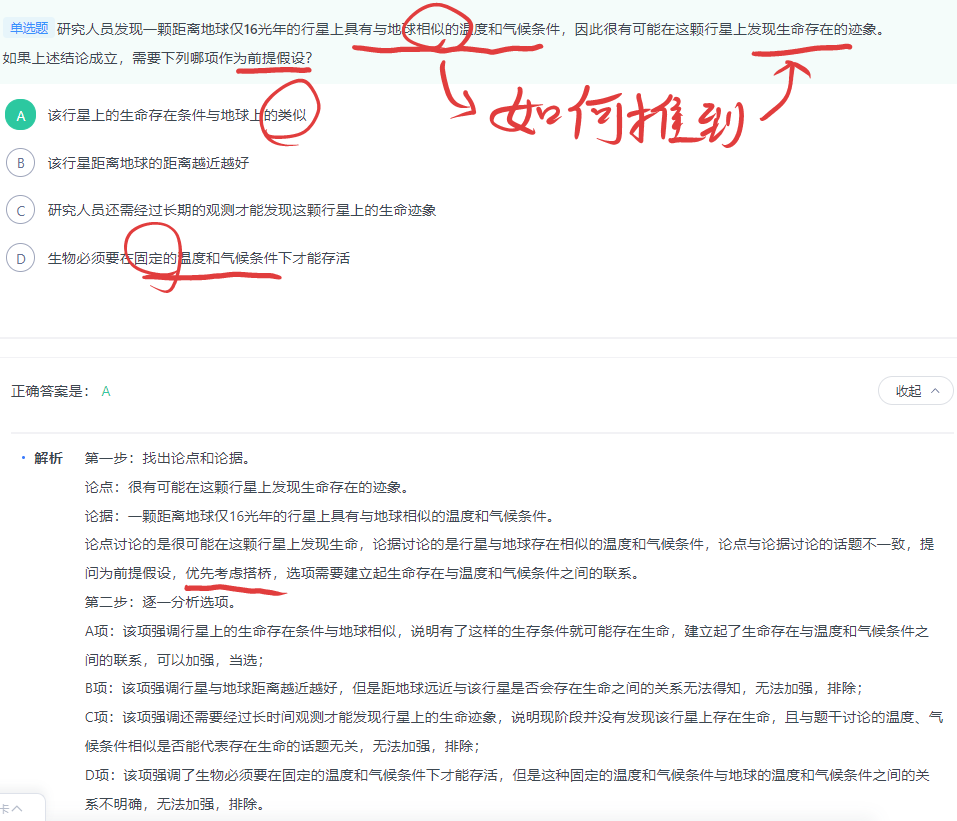 单选题 研究人员发现一颗距离地球仅16光年的行星上具有与地球相似的温度和气候条件，因此很有可能在这颗行星上发现生命存在的迹象。
如果上述结论成立，需要下列哪项作为前提假设？
如何推到
A 该行星上的生命存在条件与地球上的类似
B 该行星距离地球的距离越近越好
C 研究人员还需经过长期的观测才能发现这颗行星上的生命迹象
D 生物必须要在固定的温度和气候条件下才能存活
正确答案是： A
收起
解析 第一步：找出论点和论据。
论点：很有可能在这颗行星上发现生命存在的迹象。
论据：一颗距离地球仅16光年的行星上具有与地球相似的温度和气候条件。
论点讨论的是很可能在这颗行星上发现生命，论据讨论的是行星与地球存在相似的温度和气候条件，论点与论据讨论的话题不一致，提
问为前提假设，优先考虑搭桥，选项需要建立起生命存在与温度和气候条件之间的联系。
第二步：逐一分析选项。
A项：该项强调行星上的生命存在条件与地球相似，说明有了这样的生存条件就可能存在生命，建立起了生命存在与温度和气候条件之
间的联系，可以加强，当选；
B项：该项强调行星与地球距离越近越好，但是距地球远近与该行星是否会存在生命之间的关系无法得知，无法加强，排除；
C项：该项强调还需要经过长时间观测才能发现行星上的生命迹象，说明现阶段并没有发现该行星上存在生命，且与题干讨论的温度、气
候条件相似是否能代表存在生命的话题无关，无法加强，排除；
D项：该项强调了生物必须要在固定的温度和气候条件下才能存活，但是这种固定的温度和气候条件与地球的温度和气候条件之间的关
系不明确，无法加强，排除。
卡